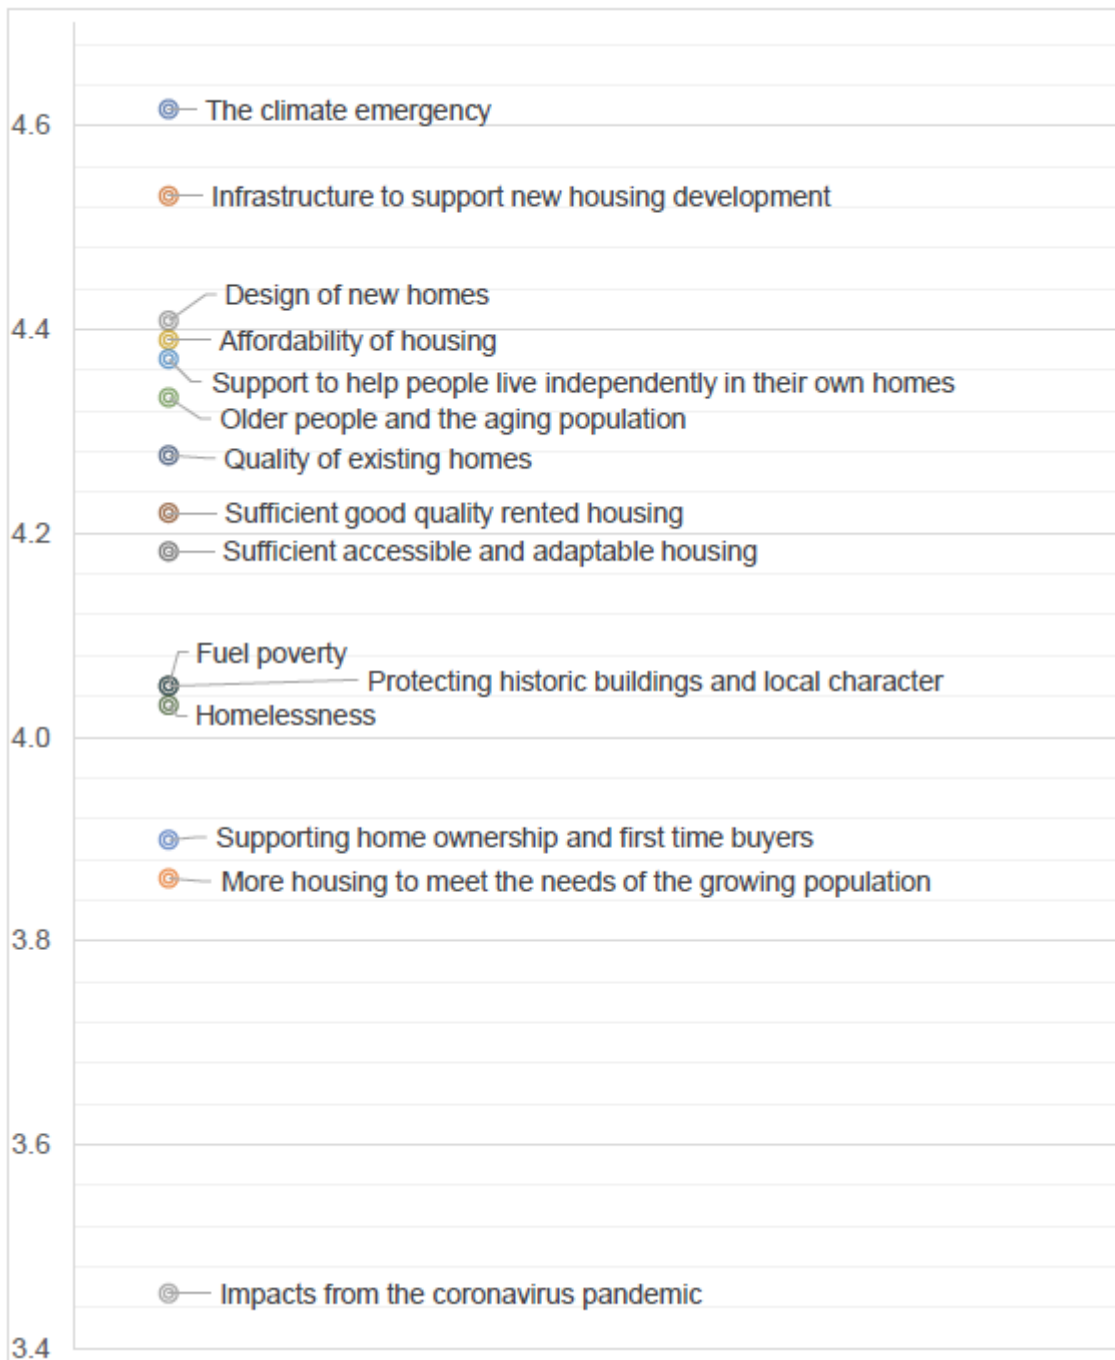 4.6
The climate emergency
Infrastructure to support new housing development
Design of new homes
4.4
Affordability of housing
Support to help people live independently in their own homes
Older people and the aging population
Quality of existing homes
Sufficient good quality rented housing
4.2
Sufficient accessible and adaptable housing
Fuel poverty
Protecting historic buildings and local character
Homelessness
4.0
Supporting home ownership and first time buyers
More housing to meet the needs of the growing population
3.8
3.6
Impacts from the coronavirus pandemic
3.4